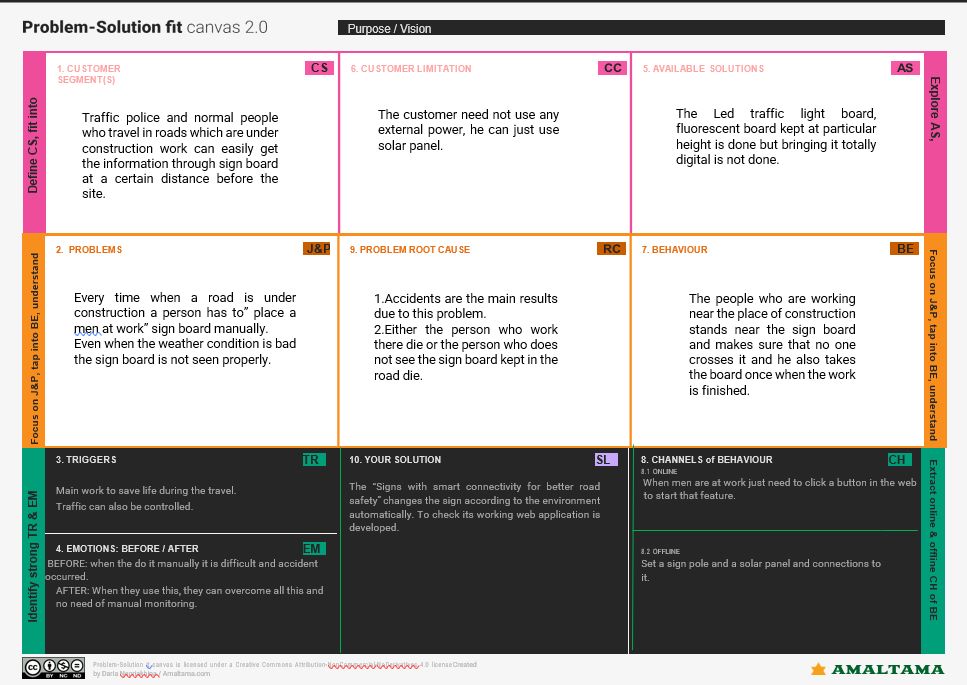 Problem-Solution fit canvas 2.0
Purpose / Vision
Define CS, fit into
1. CUSTOMER
SEGMENT(S)
CS
Traffic police and normal people
who travel in roads which are under
construction work can easily get
the information through sign board
at a certain distance before the
site.
6. CUSTOMER LIMITATION
CC
The customer need not use any
external power, he can just use
solar panel.
5. AVAILABLE SOLUTIONS
AS
The Led traffic light board,
fluorescent board kept at particular
height is done but bringing it totally
digital is not done.
Explore AS,
Focus on J&P, tap into BE, understand
2. PROBLEMS
J&P
Every time when a road is under
construction a person has to” place a
men at work” sign board manually.
Even when the weather condition is bad
the sign board is not seen properly.
9. PROBLEM ROOT CAUSE
RC
1.Accidents are the main results
due to this problem.
2.Either the person who work
there die or the person who does
not see the sign board kept in the
road die.
7. BEHAVIOUR
BE
The people who are working
near the place of construction
stands near the sign board
and makes sure that no one
crosses it and he also takes
the board once when the work
is finished.
Focus on J&P, tap into BE, understand
Identify strong TR & EM
3. TRIGGERS
TR
Main work to save life during the travel.
Traffic can also be controlled.
4. EMOTIONS: BEFORE / AFTER
EM
BEFORE: when the do it manually it is difficult and accident
occurred.
AFTER: When they use this, they can overcome all this and
no need of manual monitoring.
10. YOUR SOLUTION
SL
The “Signs with smart connectivity for better road
safety” changes the sign according to the environment
automatically. To check its working web application is
developed.
8. CHANNELS of BEHAVIOUR
CH
8.1 ONLINE
When men are at work just need to click a button in the web
to start that feature.
8.2 OFFLINE
Set a sign pole and a solar panel and connections to
it.
Extract online & offline CH of BE
cc
BY NC ND
Problem-Solution canvas is licensed under a Creative Commons Attribution- 4.0 licenseCreated
by Daria / Amaltama.com
AMALTAMA